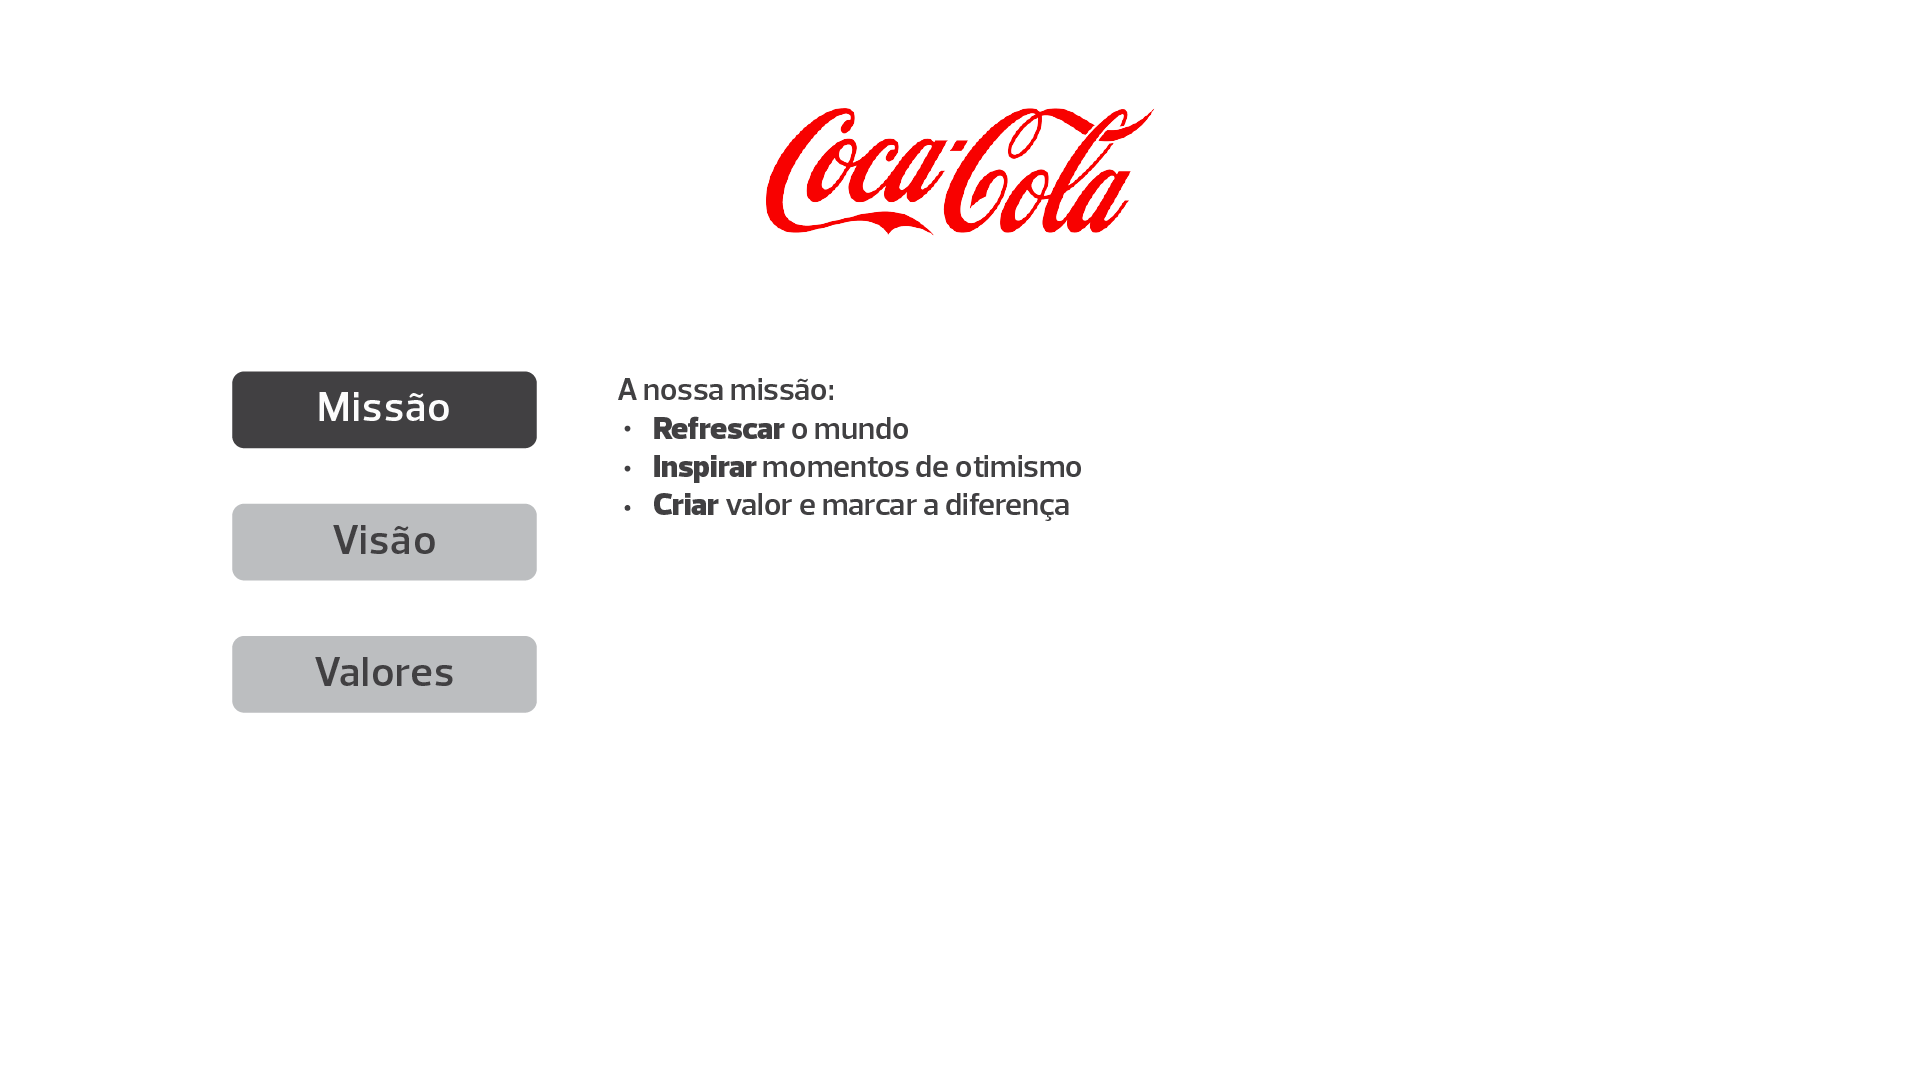 Coca-Cola
Missão
A nossa missão:
• Refrescar o mundo
• Inspirar momentos de otimismo
• Criar valor e marcar a diferença
Visão
Valores